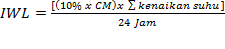 IWL = [(10% x CM)x ∑ kenaikan suhu] / 24 Jam